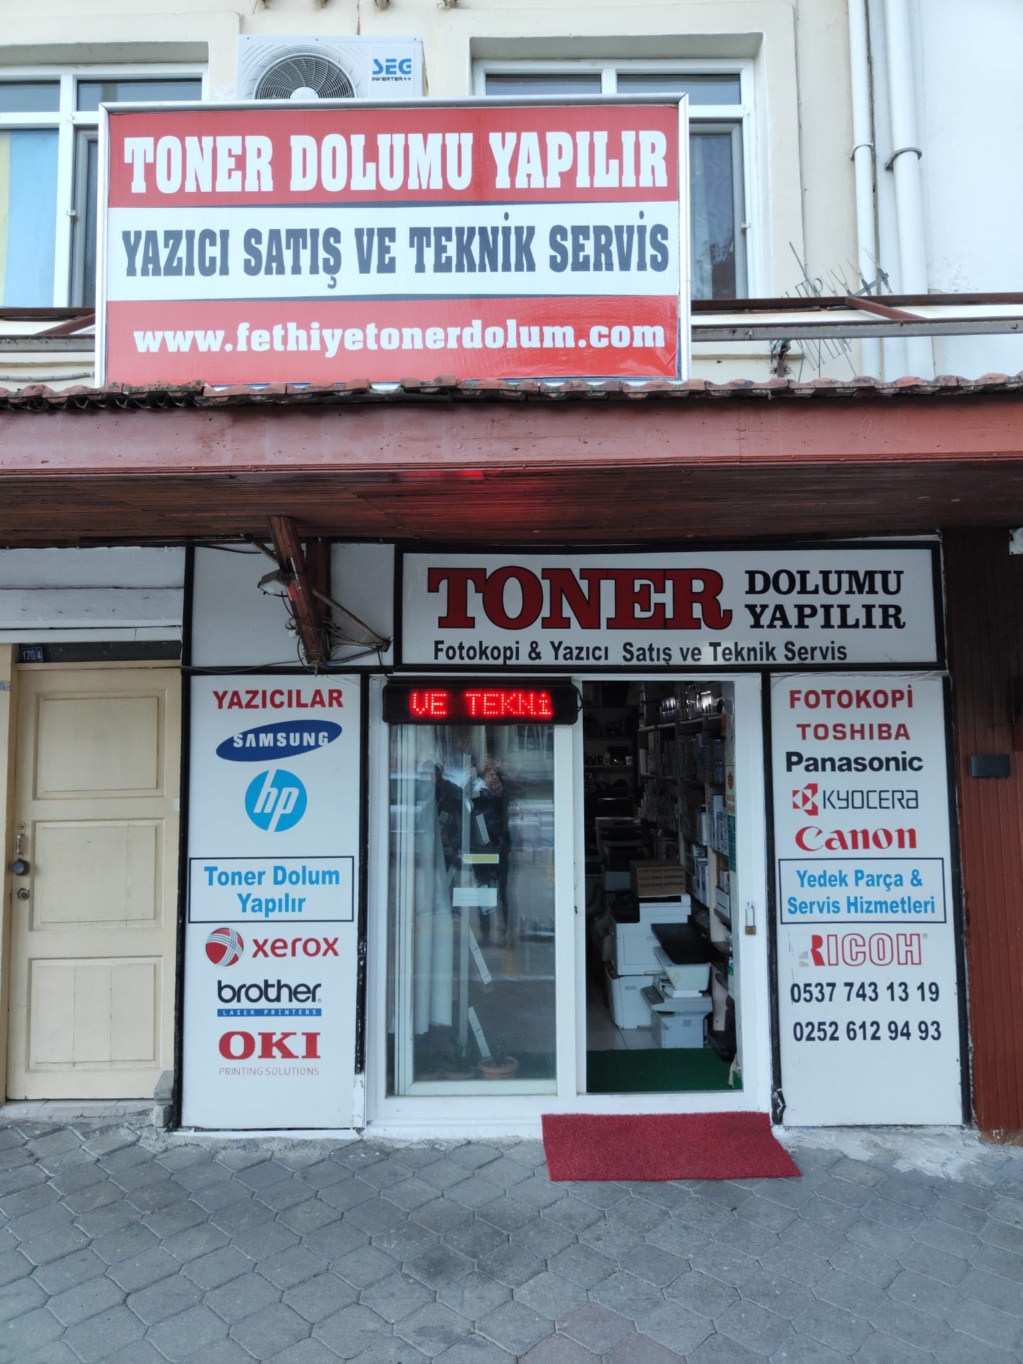 SEG
INVERTER++
TONER DOLUMU YAPILIR
YAZICI SATIŞ VE TEKNİK SERVİS
www.fethiyetonerdolum.com
TONER DOLUMU
YAPILIR
Fotokopi & Yazıcı Satış ve Teknik Servis
170/A
VE TEKNİ
YAZICILAR
SAMSUNG
hp
Toner Dolum
Yapılır
xerox
brother
LASER PRINTERS
OKI
PRINTING SOLUTIONS
FOTOKOPİ
TOSHIBA
Panasonic
KYOCERA
Canon
Yedek Parça &
Servis Hizmetleri
RICOH
0537 743 13 19
0252 612 94 93